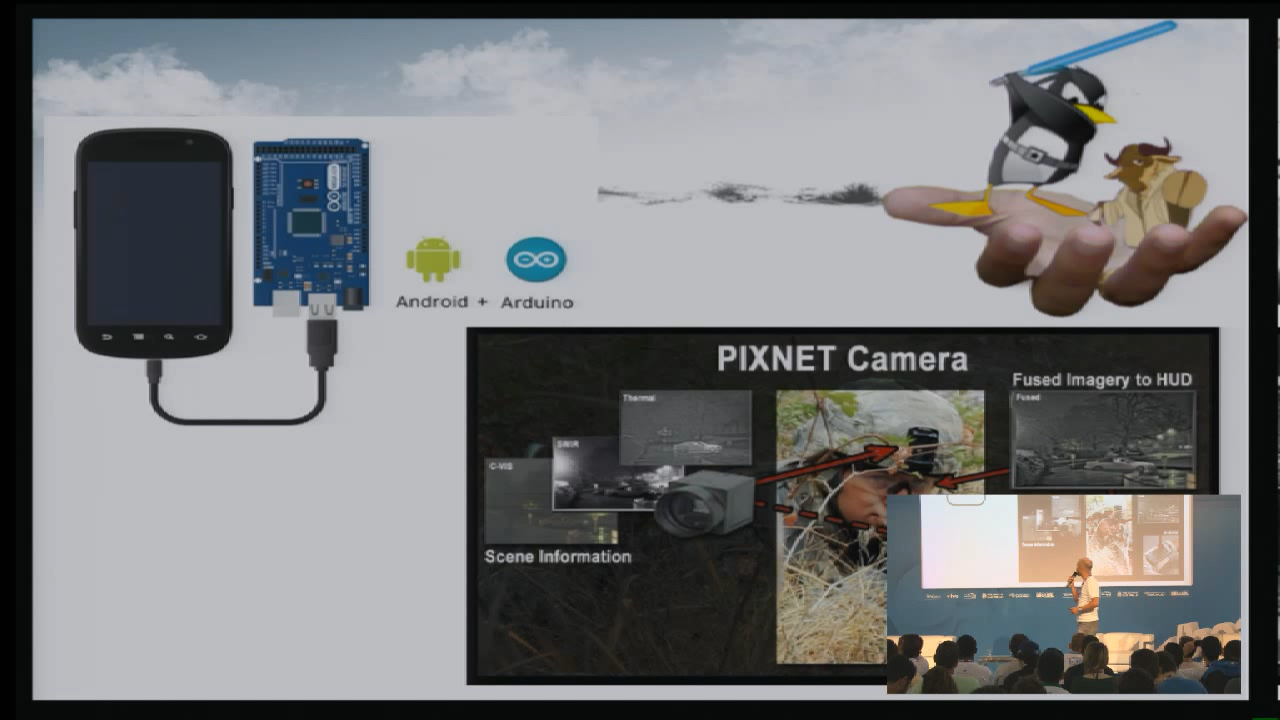 Android + Arduino
PIXNET Camera
Fused Imagery to HUD
Thermal
Fused
SWIR
C-VIS
Scene Information